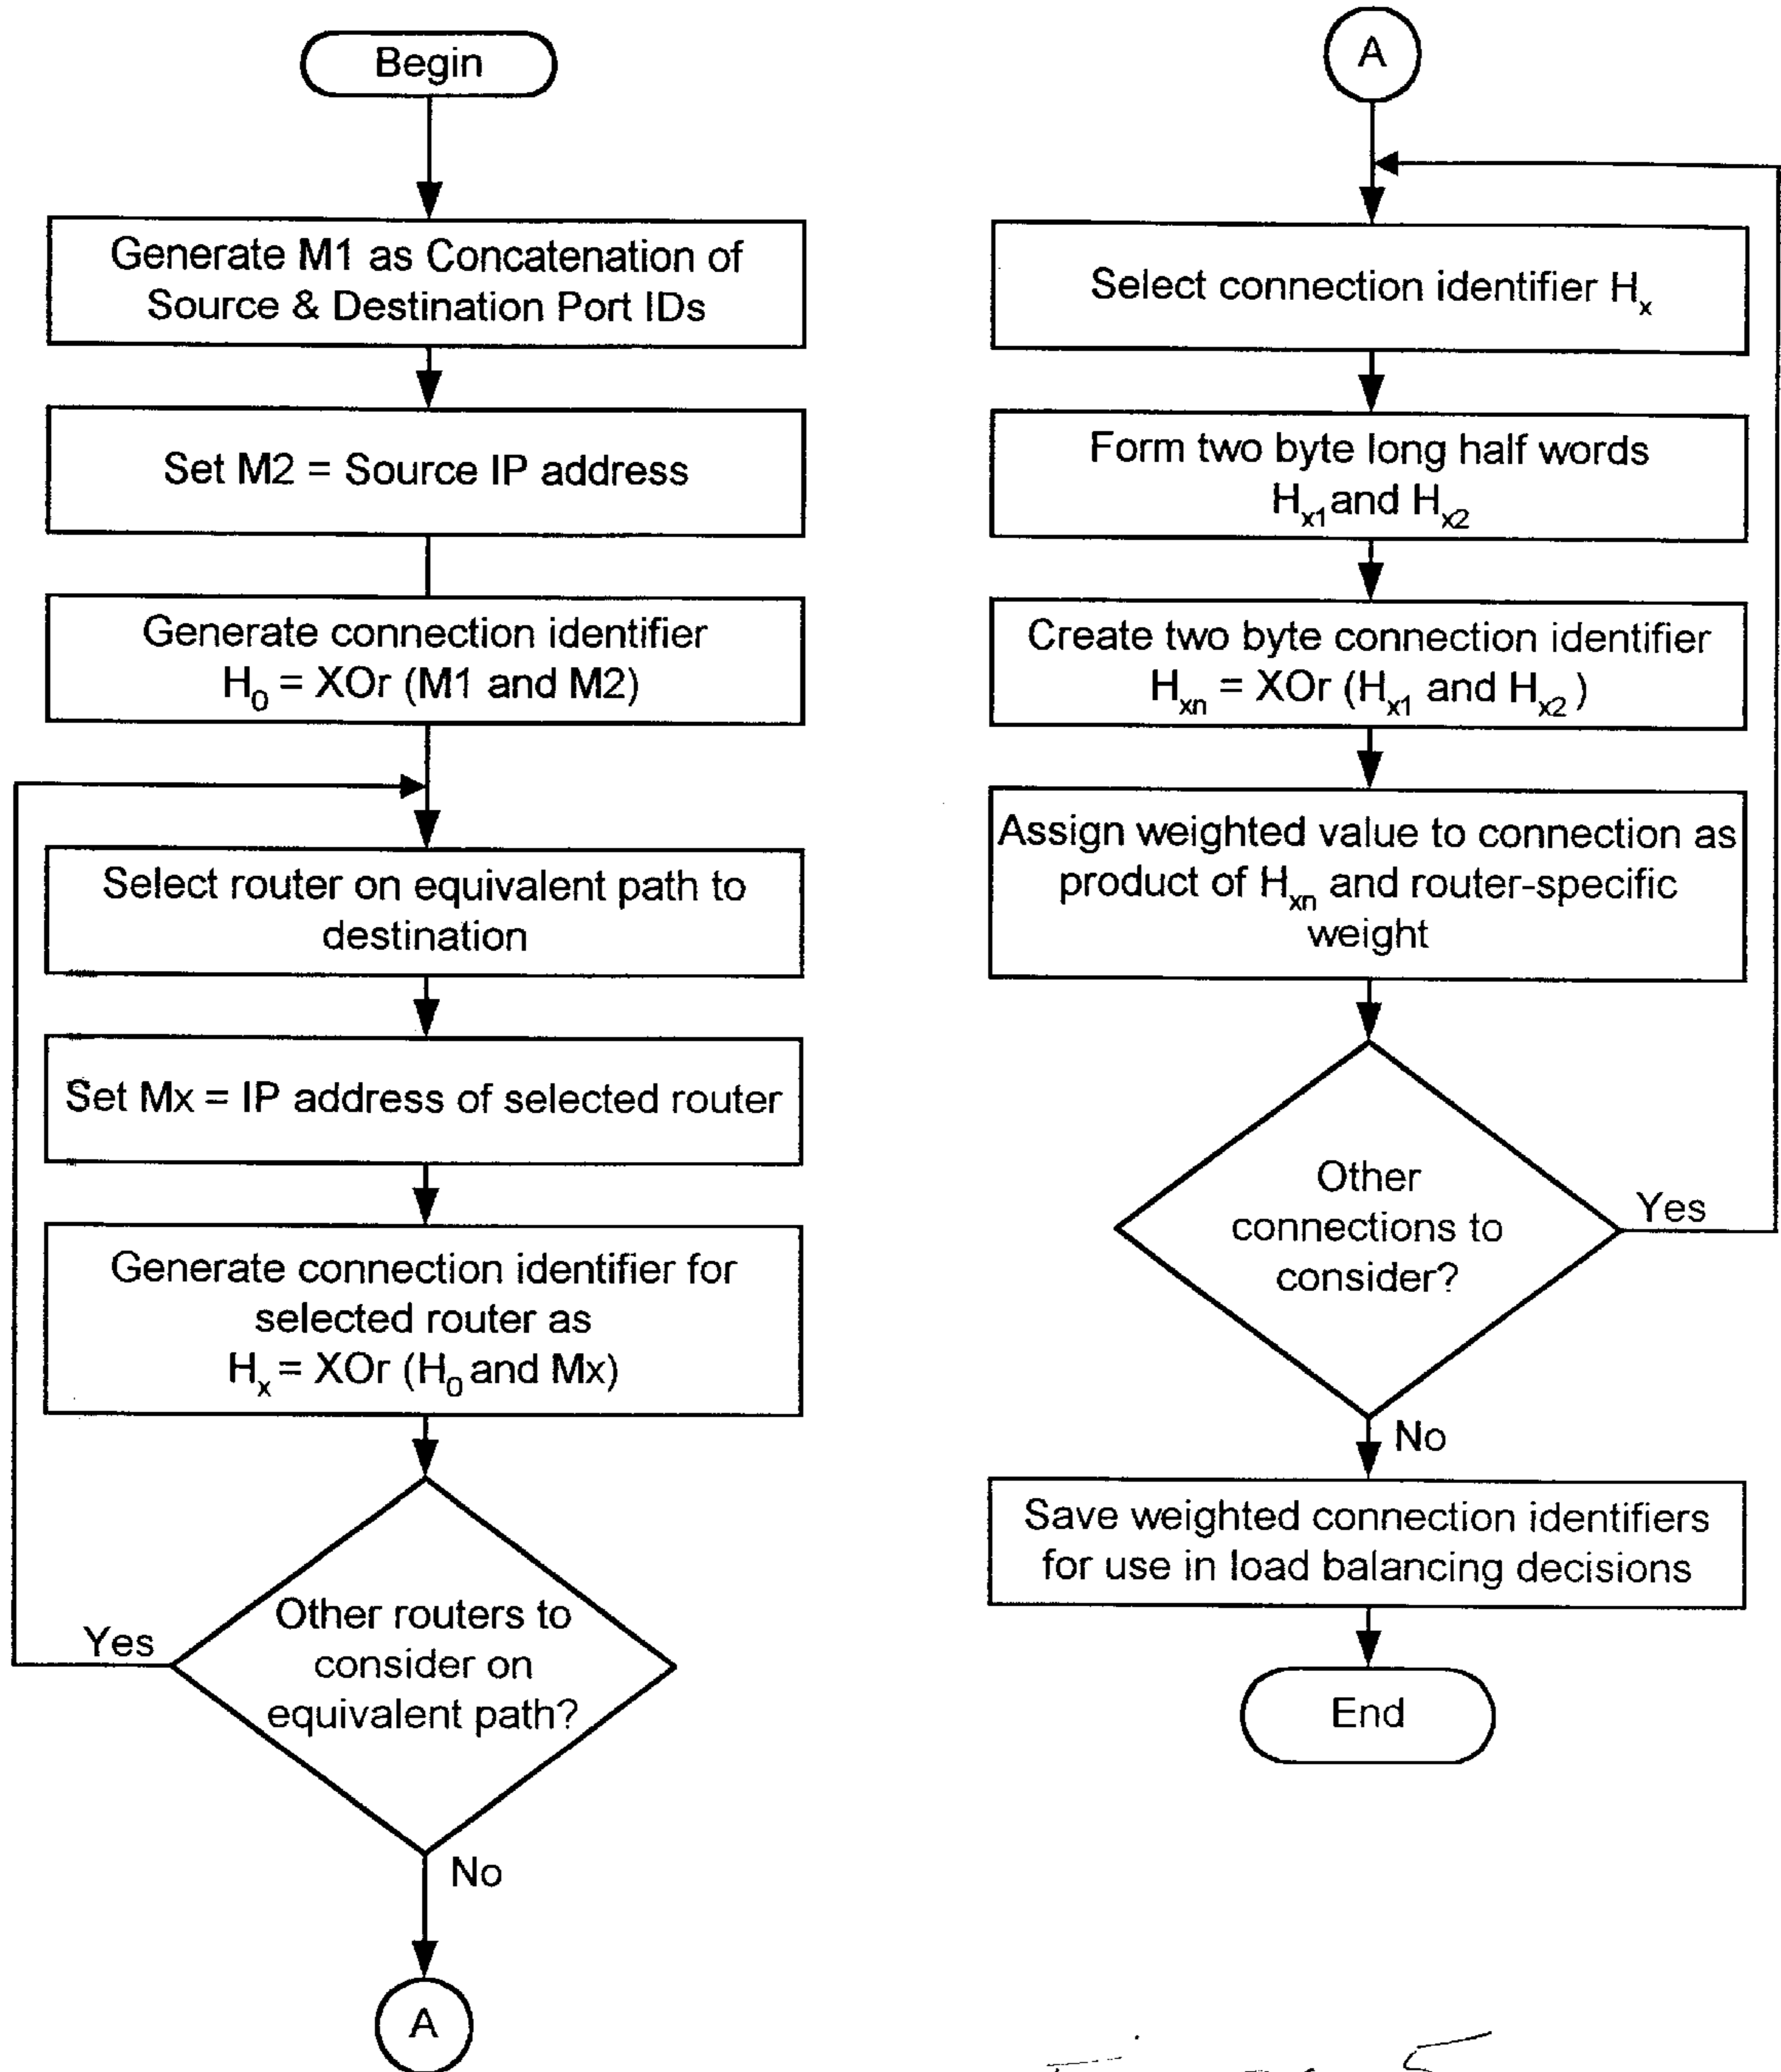 Begin
Generate M1 as Concatenation of
Source & Destination Port IDs
Set M2 = Source IP address
Generate connection identifier
H₀ = XOr (M1 and M2)
Select router on equivalent path to
destination
Set Mx = IP address of selected router
Generate connection identifier for
selected router as
Hₓ = XOr (H₀ and Mx)
Other routers to
consider on
equivalent path?
Yes
No
A
A
Select connection identifier Hₓ
Form two byte long half words
Hₓ₁ and Hₓ₂
Create two byte connection identifier
Hₓₙ = XOr (Hₓ₁ and Hₓ₂ )
Assign weighted value to connection as
product of Hₓₙ and router-specific
weight
Other
connections to
consider?
Yes
No
Save weighted connection identifiers
for use in load balancing decisions
End